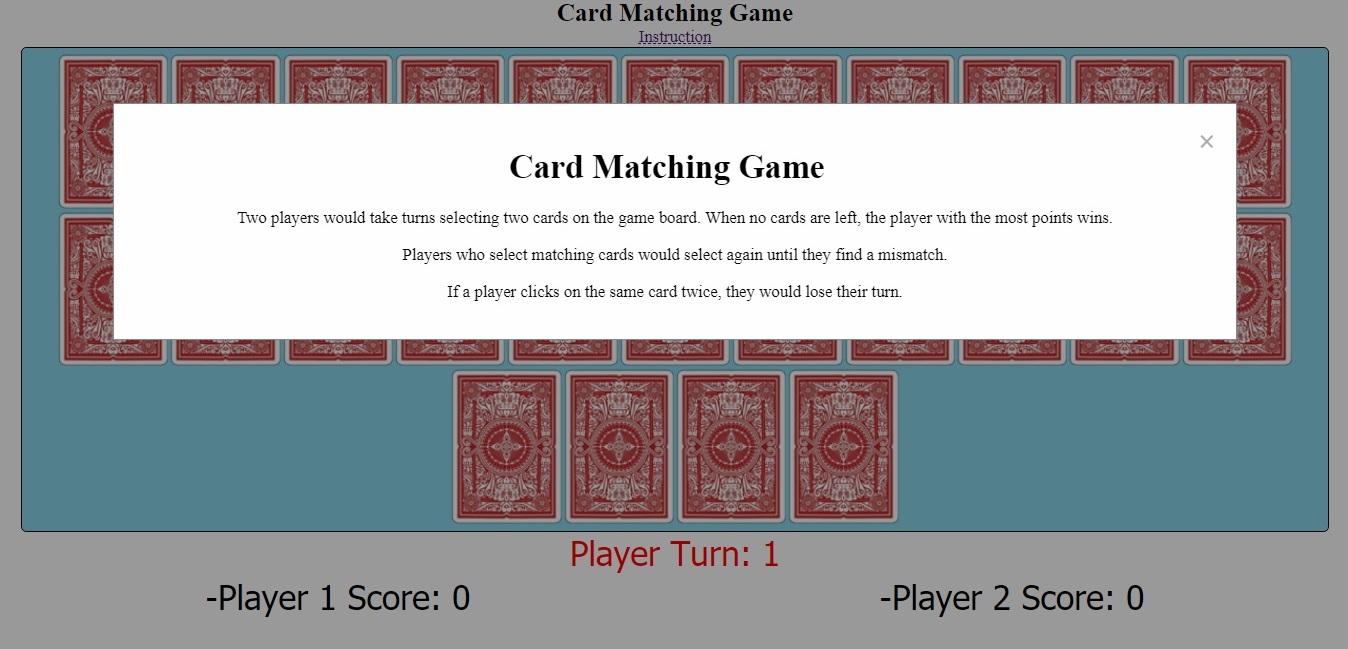 Card Matching Game
Instruction
×
Card Matching Game
Two players would take turns selecting two cards on the game board. When no cards are left, the player with the most points wins.
Players who select matching cards would select again until they find a mismatch.
If a player clicks on the same card twice, they would lose their turn.
Player Turn: 1
-Player 1 Score: 0
-Player 2 Score: 0